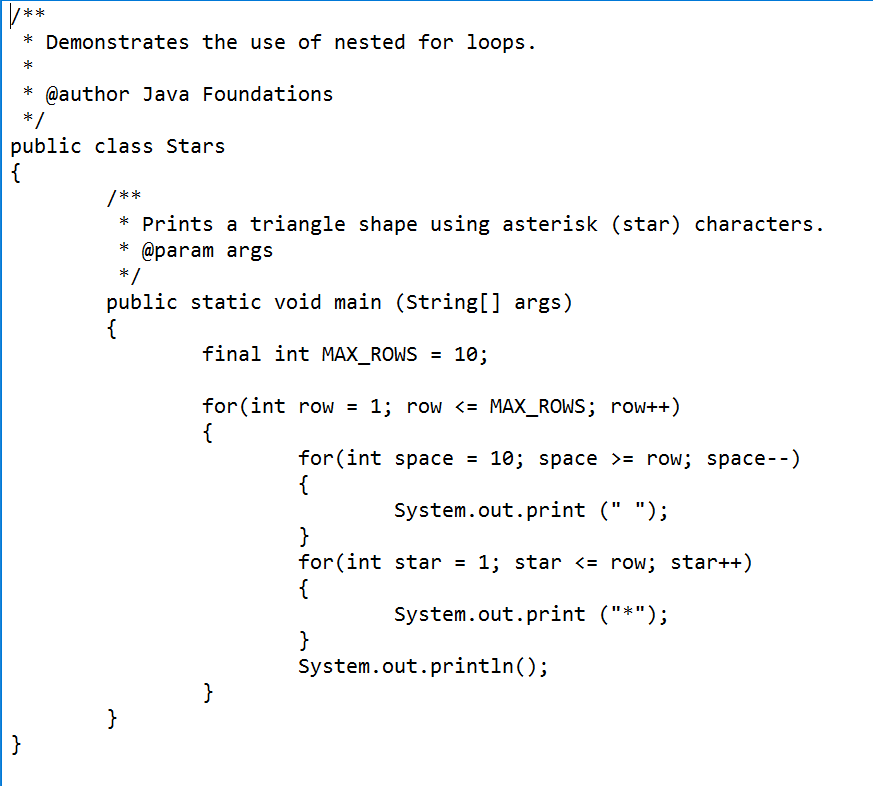 /**
 * Demonstrates the use of nested for loops.
 *
 * @author Java Foundations
 */
public class Stars
{
        /**
         * Prints a triangle shape using asterisk (star) characters.
         * @param args
         */
        public static void main (String[] args)
        {
                final int MAX_ROWS = 10;

                for(int row = 1; row <= MAX_ROWS; row++)
                {
                        for(int space = 10; space >= row; space--)
                        {
                                System.out.print (" ");
                        }
                        for(int star = 1; star <= row; star++)
                        {
                                System.out.print ("*");
                        }
                        System.out.println();
                }
        }
}